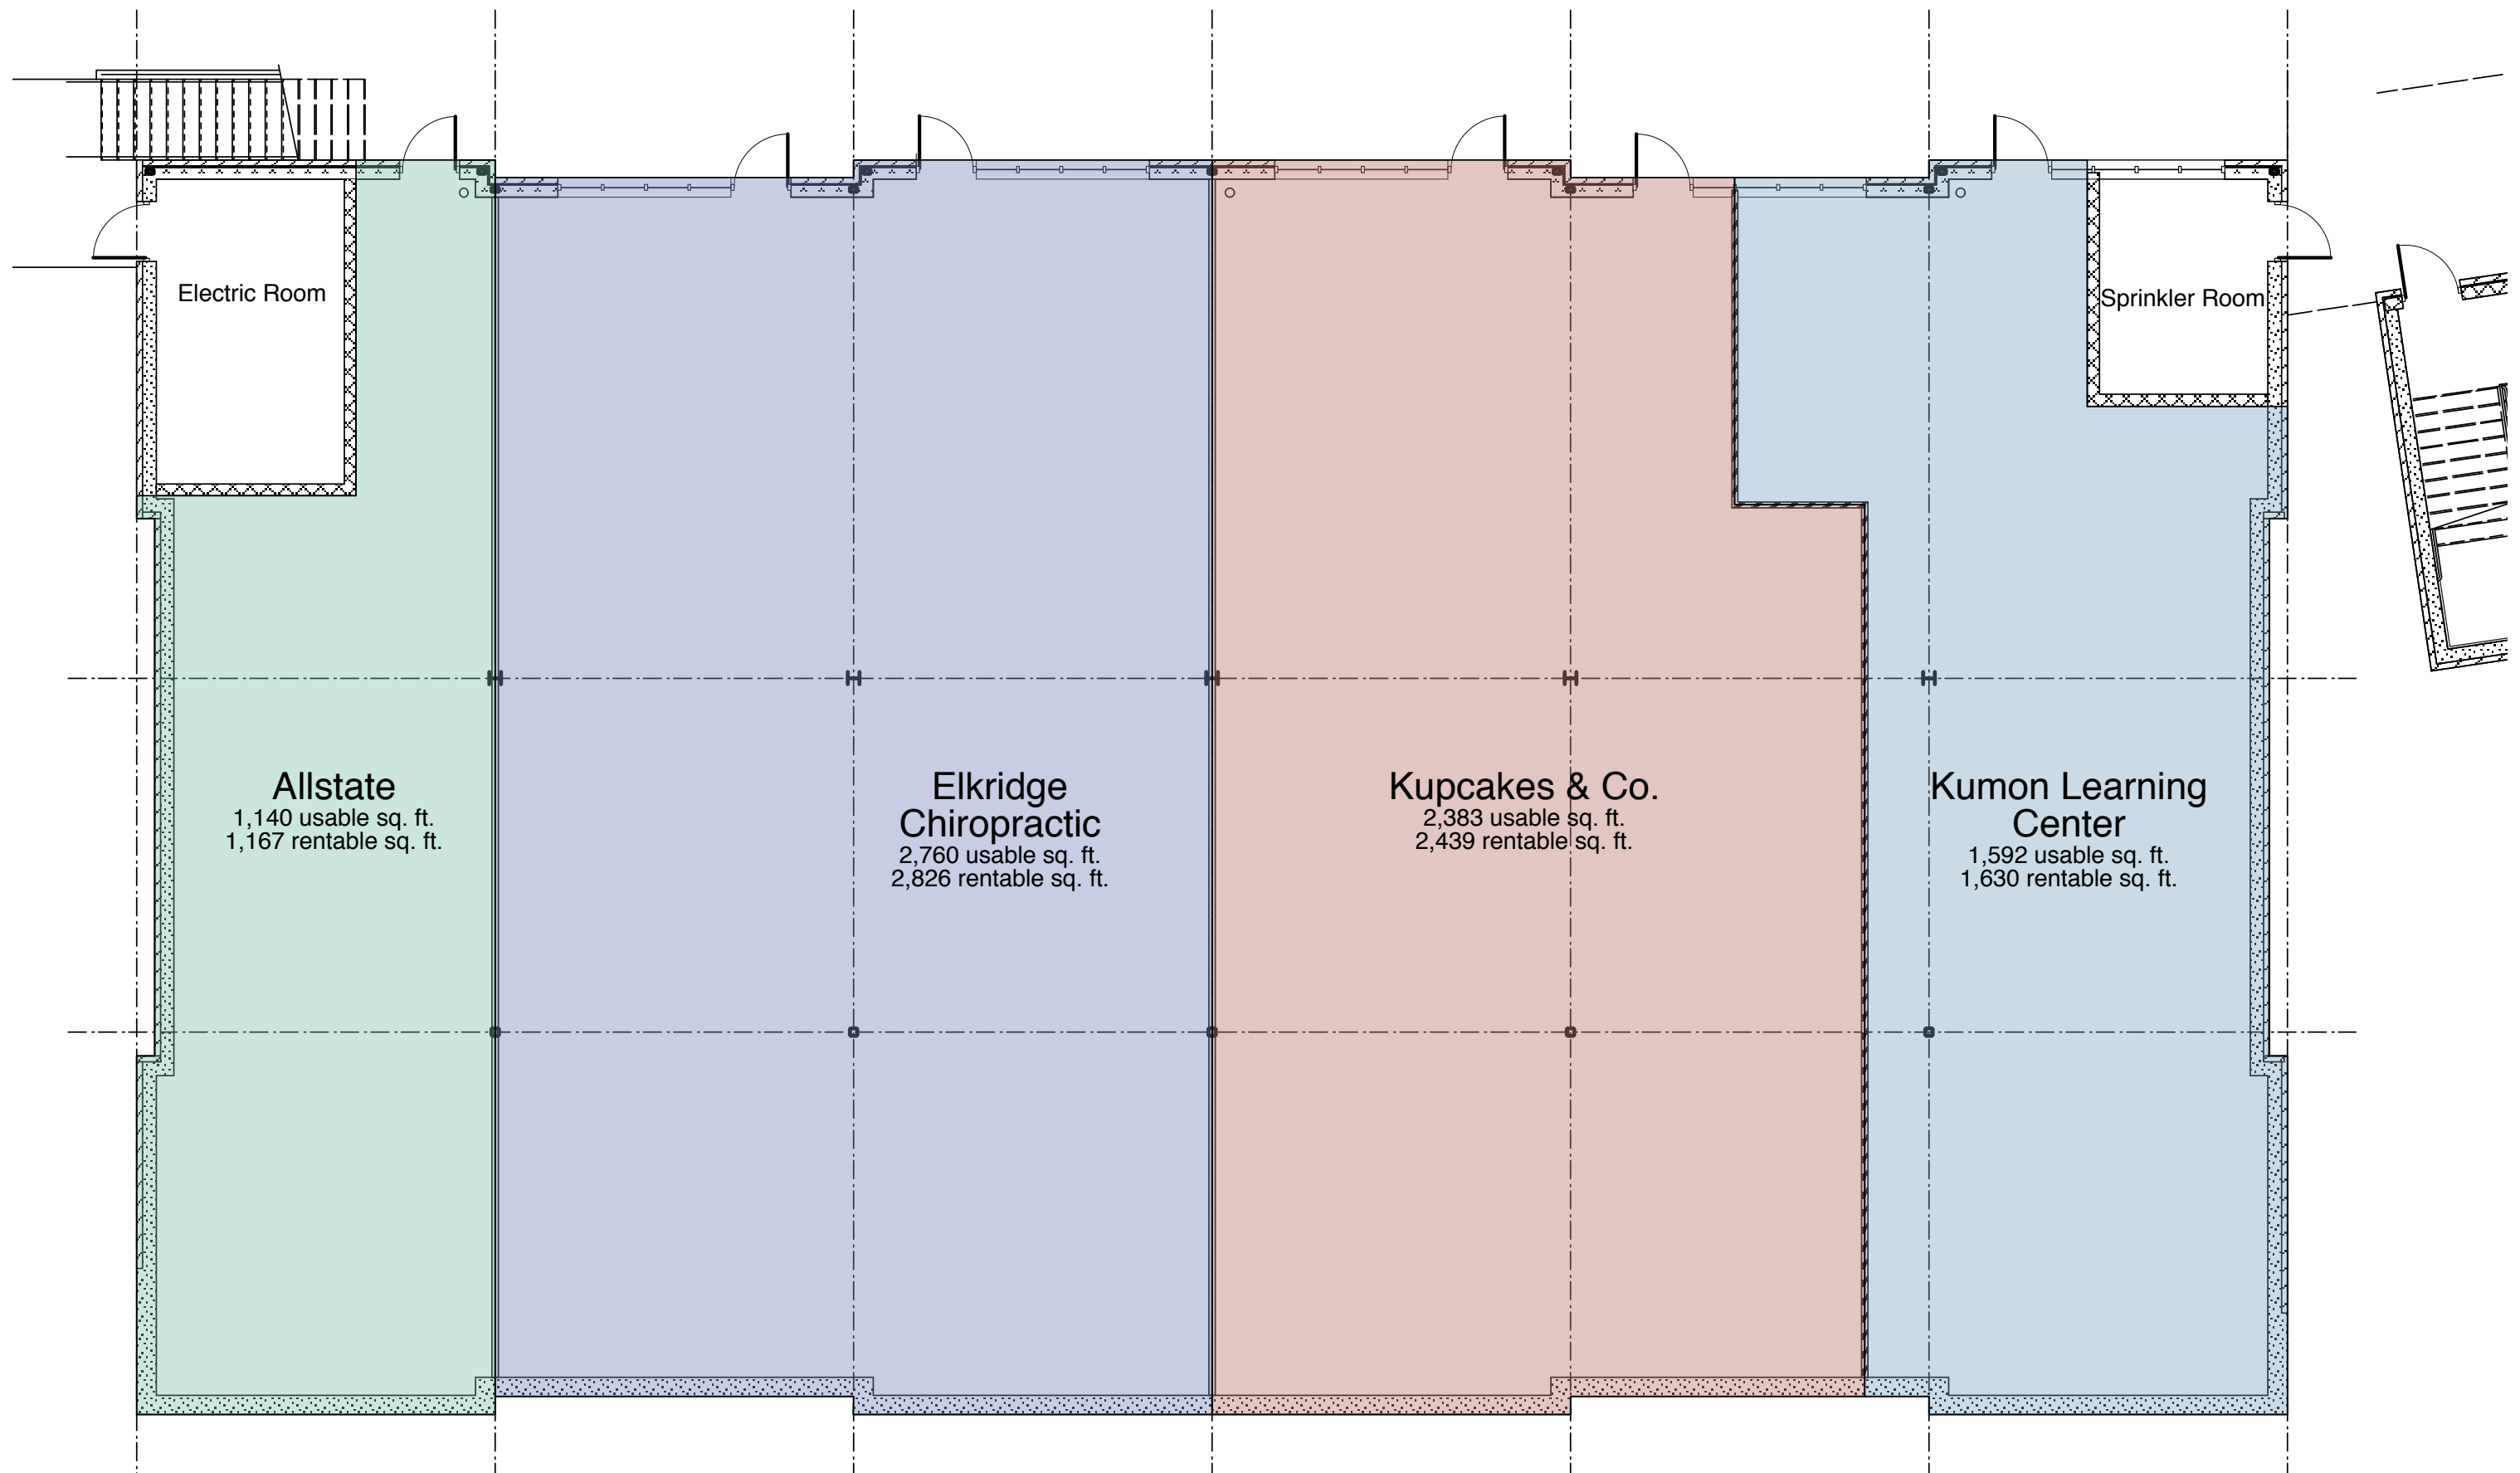 Electric Room
Sprinkler Room
Allstate
1,140 usable sq. ft.
1,167 rentable sq. ft.
Elkridge
Chiropractic
2,760 usable sq. ft.
2,826 rentable sq. ft.
Kupcakes & Co.
2,383 usable sq. ft.
2,439 rentable sq. ft.
Kumon Learning
Center
1,592 usable sq. ft.
1,630 rentable sq. ft.